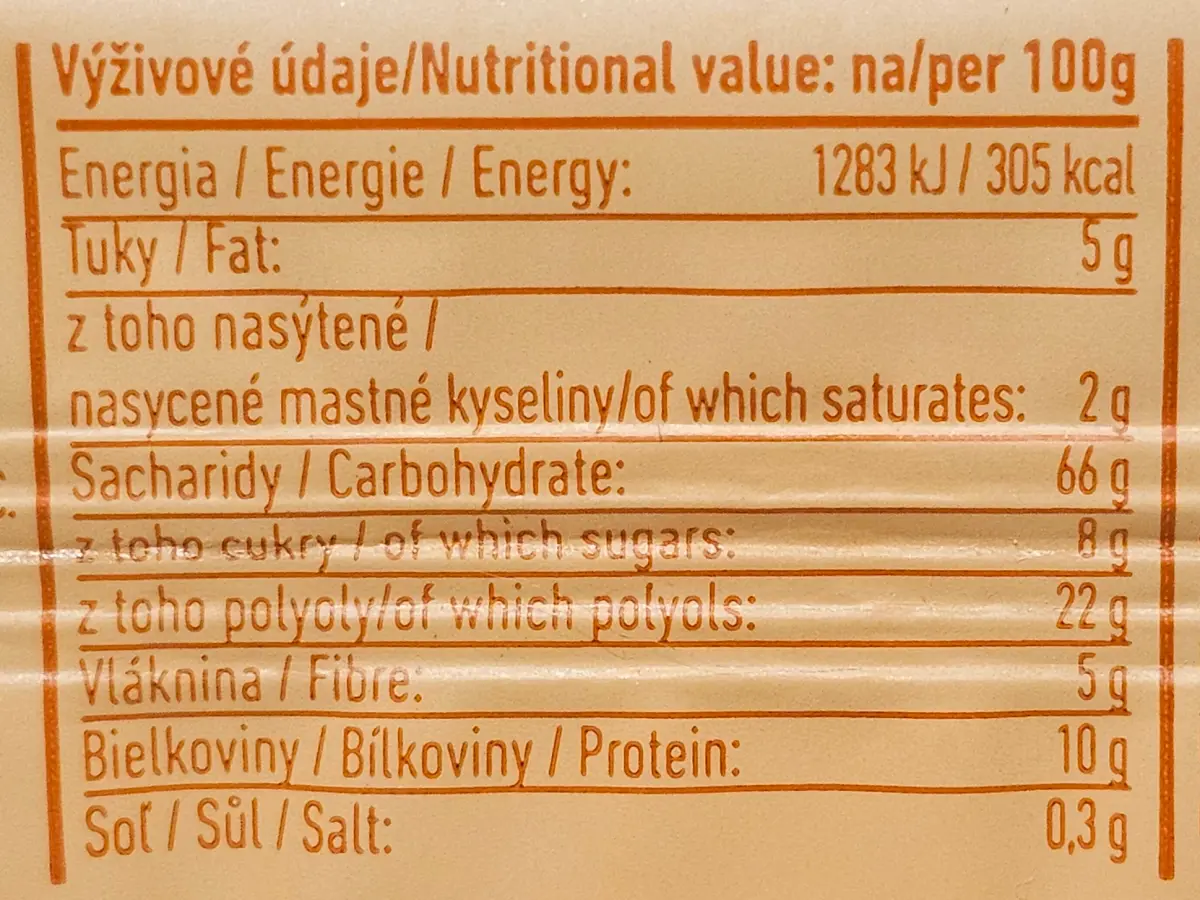 Výživové údaje/Nutritional value: na/per 100g
Energia / Energie / Energy: 1283 kJ / 305 kcal
Tuky / Fat: 5 g
z toho nasýtené /
nasycené mastné kyseliny/of which saturates: 2 g
Sacharidy / Carbohydrate: 66 g
z toho cukry / of which sugars: 8 g
z toho polyoly/of which polyols: 22 g
Vláknina / Fibre: 5 g
Bielkoviny / Bílkoviny / Protein: 10 g
Soľ / Sůl / Salt: 0,3 g